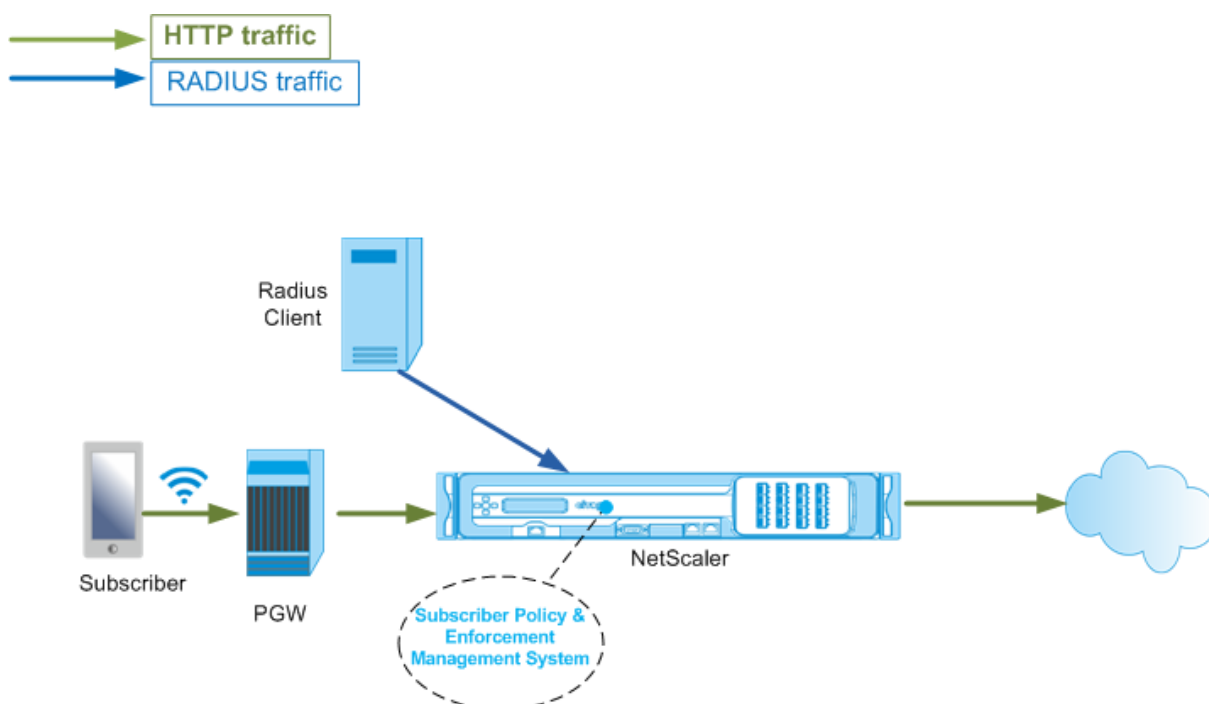 HTTP traffic
RADIUS traffic
Radius
Client
Subscriber
PGW
NetScaler
Subscriber Policy &
Enforcement
Management System